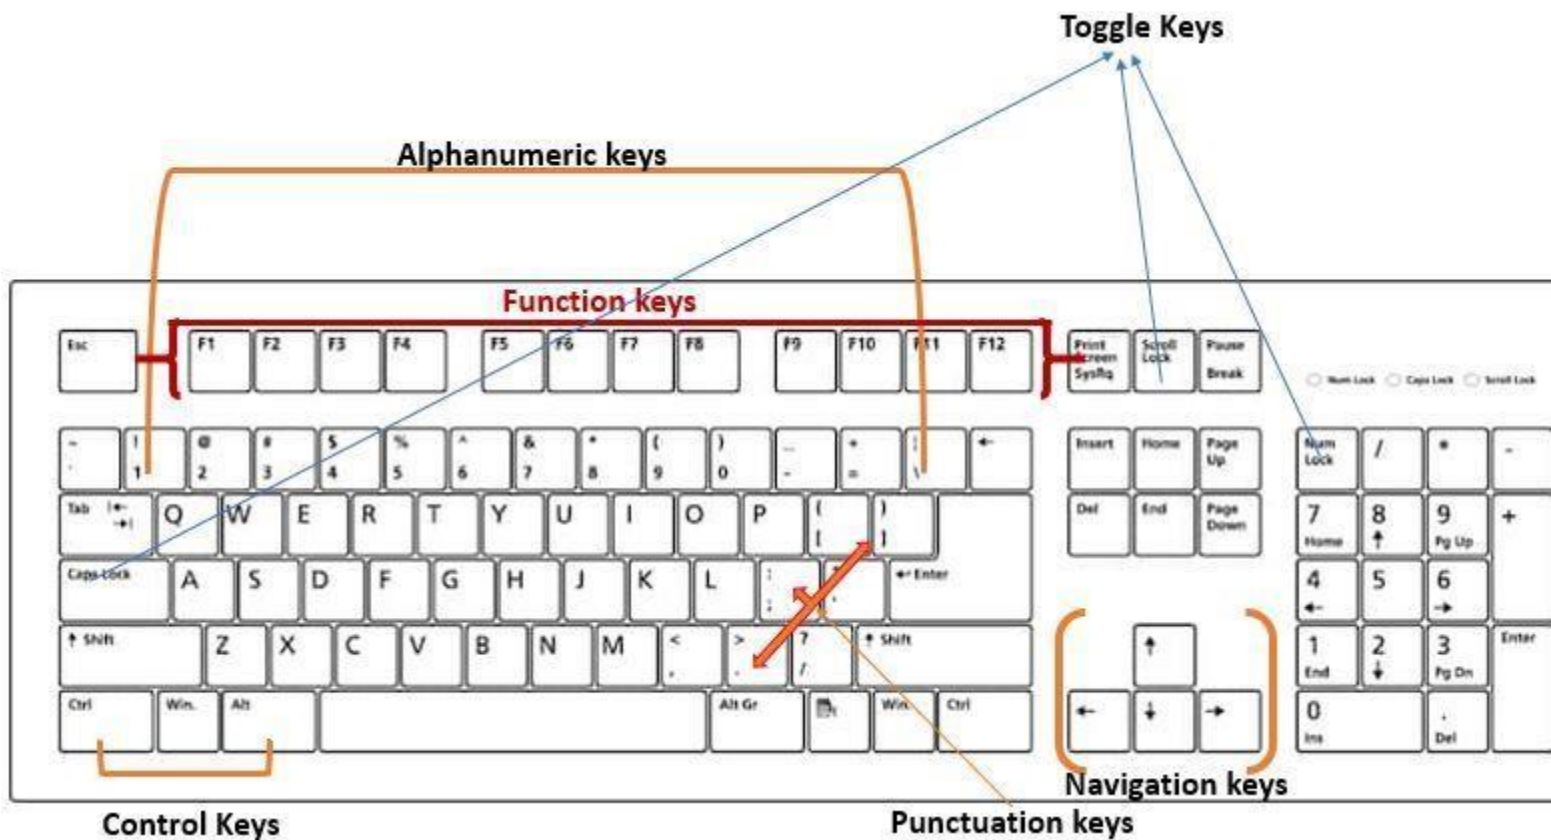 Toggle Keys
Alphanumeric keys
Function keys
Esc F1 F2 F3 F4 F5 F6 F7 F8 F9 F10 F11 F12 Print Screen SysRq Scroll Lock Pause Break
Num Lock Caps Lock Scroll Lock
~ ` ! 1 @ 2 # 3 $ 4 % 5 ^ 6 & 7 * 8 ( 9 ) 0 - + = ¦ \ ← Insert Home Page Up Num Lock / * -
Tab Q W E R T Y U I O P { [ } ] Del End Page Down 7 Home 8 ↑ 9 Pg Up +
Caps Lock A S D F G H J K L : ; ' ↵ Enter 4 ← 5 6 →
↑ Shift Z X C V B N M < , > . ? / ↑ Shift ↑ 1 End 2 ↓ 3 Pg Dn Enter
Ctrl Win. Alt Alt Gr Win. Ctrl ← ↓ → 0 Ins . Del
Navigation keys
Control Keys
Punctuation keys